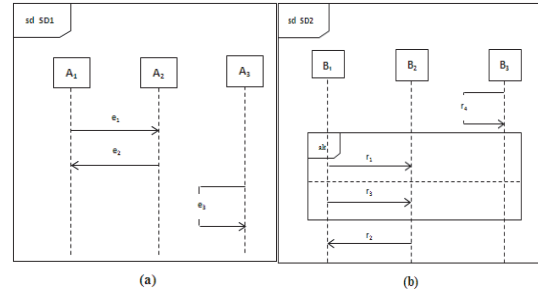 sd SD1
A₁
A₂
A₃
e₁
e₂
e₃
(a)
sd SD2
B₁
B₂
B₃
r₄
alt
r₁
r₃
r₂
(b)